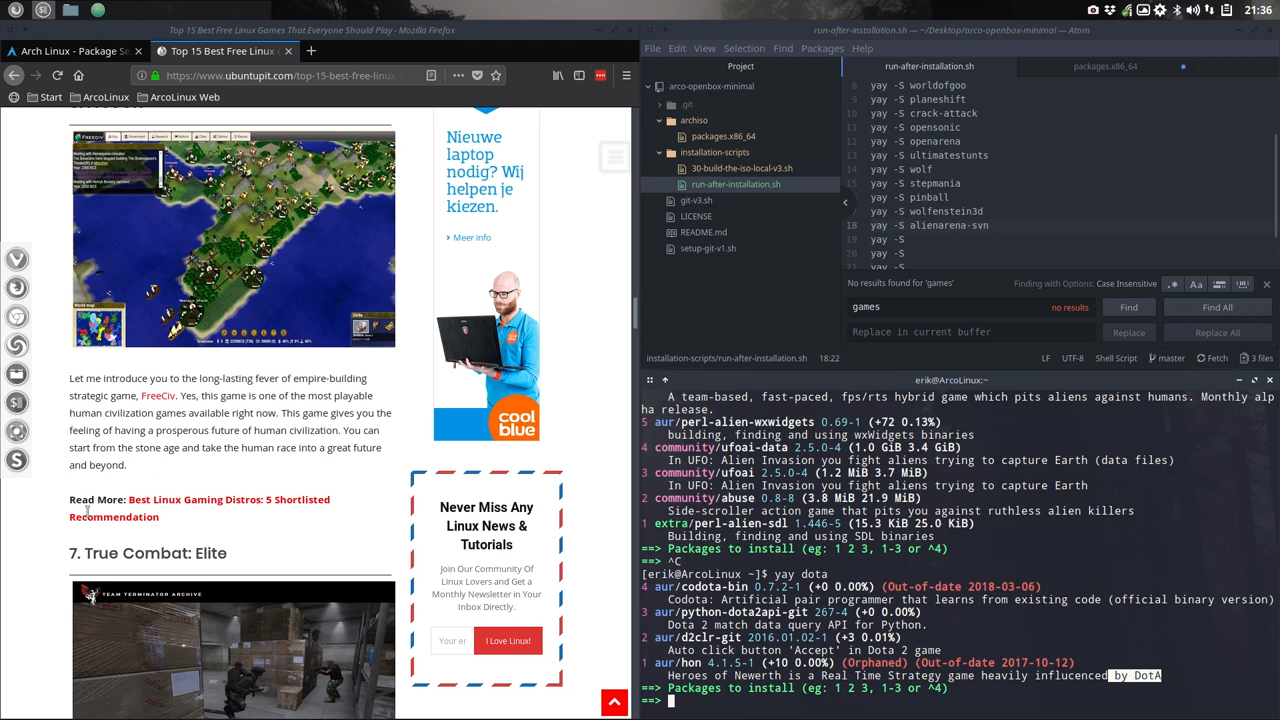 21:36
Top 15 Best Free Linux Games That Everyone Should Play - Mozilla Firefox
Arch Linux - Package Se
Top 15 Best Free Linux
https://www.ubuntupit.com/top-15-best-free-linux
Start
ArcoLinux
ArcoLinux Web
FREECIV
Let me introduce you to the long-lasting fever of empire-building
strategic game, FreeCiv. Yes, this game is one of the most playable
human civilization games available right now. This game gives you the
feeling of having a prosperous future of human civilization. You can
start from the stone age and take the human race into a great future
and beyond.
Read More: Best Linux Gaming Distros: 5 Shortlisted
Recommendation
7. True Combat: Elite
TEAM TERMINATOR ARCHIVE
Nieuwe
laptop
nodig? Wij
helpen je
kiezen.
Meer info
cool
blue
Never Miss Any
Linux News &
Tutorials
Join Our Community Of
Linux Lovers and Get a
Monthly Newsletter in Your
Inbox Directly.
Your er
I Love Linux!
run-after-installation.sh — ~/Desktop/arco-openbox-minimal — Atom
File Edit View Selection Find Packages Help
Project
run-after-installation.sh
packages.x86_64
arco-openbox-minimal
.git
archiso
packages.x86_64
installation-scripts
30-build-the-iso-local-v3.sh
run-after-installation.sh
git-v3.sh
LICENSE
README.md
setup-git-v1.sh
8 yay -S worldofgoo
9 yay -S planeshift
10 yay -S crack-attack
11 yay -S opensonic
12 yay -S openarena
13 yay -S ultimatestunts
14 yay -S wolf
15 yay -S stepmania
16 yay -S pinball
17 yay -S wolfenstein3d
18 yay -S alienarena-svn
19 yay -S
20 yay -S
21 yay -S
No results found for 'games'
Finding with Options: Case Insensitive
games
no results
Find
Find All
Replace in current buffer
Replace
Replace All
installation-scripts/run-after-installation.sh
18:22
LF UTF-8 Shell Script master Fetch 3 files
erik@ArcoLinux:~
A team-based, fast-paced, fps/rts hybrid game which pits aliens against humans. Monthly alp
ha release.
5 aur/perl-alien-wxwidgets 0.69-1 (+72 0.13%)
building, finding and using wxWidgets binaries
4 community/ufoai-data 2.5.0-4 (1.0 GiB 3.4 GiB)
In UFO: Alien Invasion you fight aliens trying to capture Earth (data files)
3 community/ufoai 2.5.0-4 (1.2 MiB 3.7 MiB)
In UFO: Alien Invasion you fight aliens trying to capture Earth
2 community/abuse 0.8-8 (3.8 MiB 21.9 MiB)
Side-scroller action game that pits you against ruthless alien killers
1 extra/perl-alien-sdl 1.446-5 (15.3 KiB 25.0 KiB)
Building, finding and using SDL binaries
==> Packages to install (eg: 1 2 3, 1-3 or ^4)
==> ^C
[erik@ArcoLinux ~]$ yay dota
4 aur/codota-bin 0.7.2-1 (+0 0.00%) (Out-of-date 2018-03-06)
Codota: Artificial pair programmer that learns from existing code (official binary version)
3 aur/python-dota2api-git 267-4 (+0 0.00%)
Dota 2 match data query API for Python.
2 aur/d2clr-git 2016.01.02-1 (+3 0.01%)
Auto click button 'Accept' in Dota 2 game
1 aur/hon 4.1.5-1 (+10 0.00%) (Orphaned) (Out-of-date 2017-10-12)
Heroes of Newerth is a Real Time Strategy game heavily influcenced by DotA
==> Packages to install (eg: 1 2 3, 1-3 or ^4)
==>